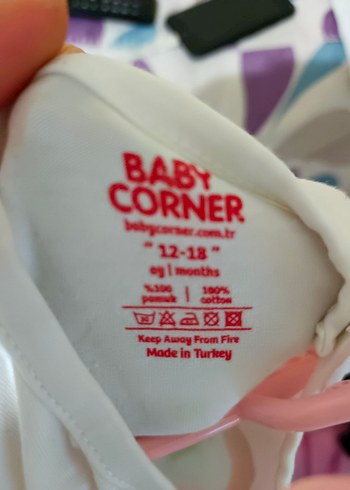 BABY
CORNER
babycorner.com.tr
" 12-18 "
ay | months
%100 | 100%
pamuk | cotton
Keep Away From Fire
Made in Turkey